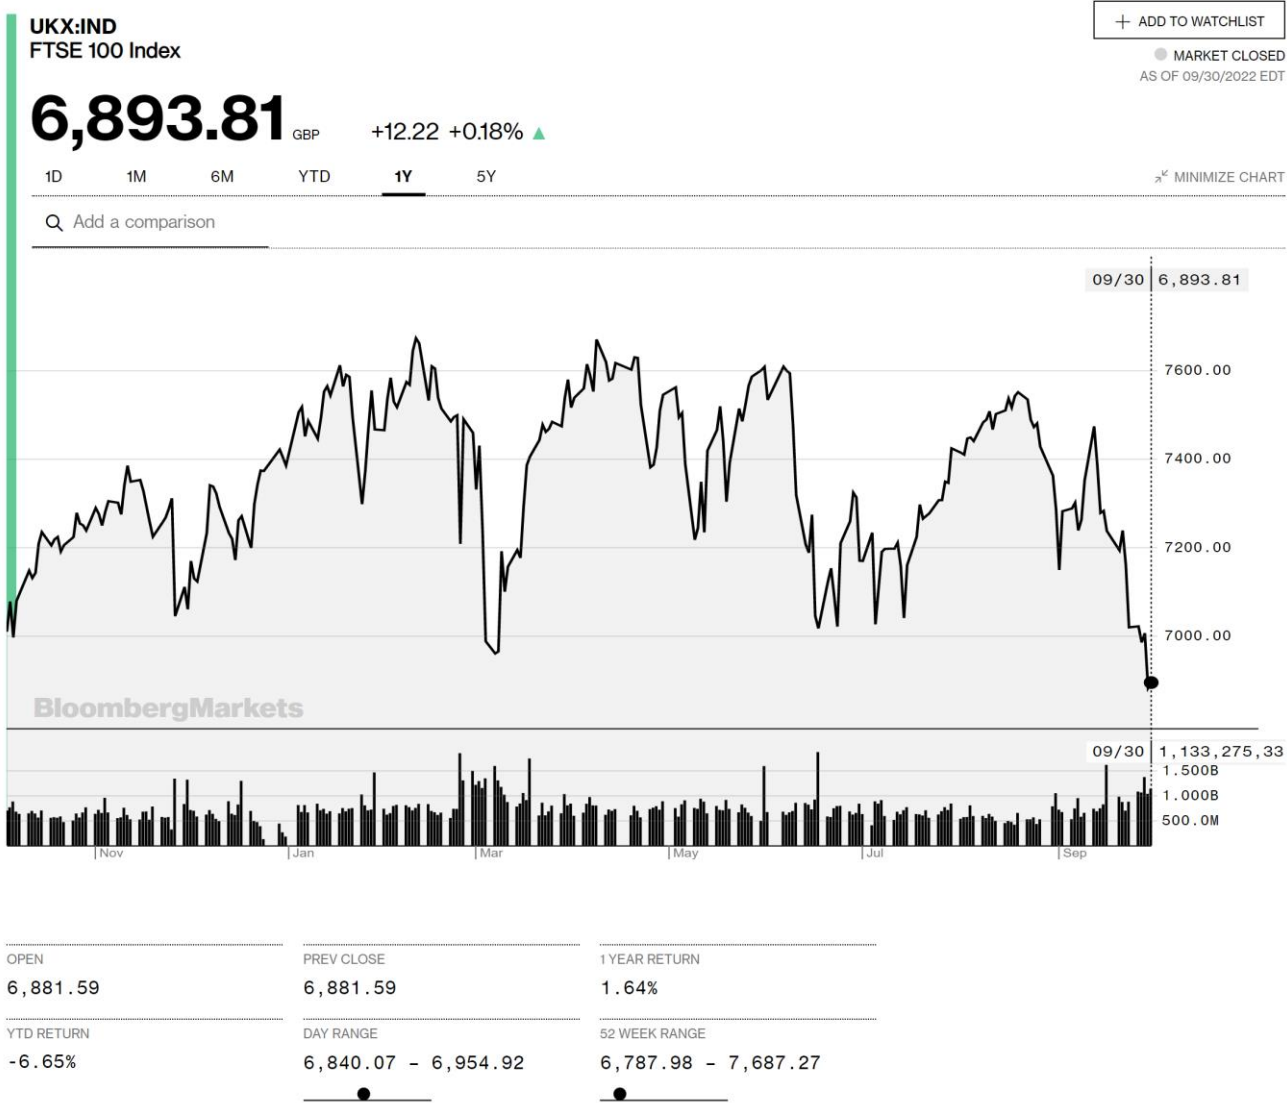 UKX:IND
FTSE 100 Index
+ ADD TO WATCHLIST
MARKET CLOSED
AS OF 09/30/2022 EDT
6,893.81 GBP +12.22 +0.18% ▲
1D 1M 6M YTD 1Y 5Y
MINIMIZE CHART
Add a comparison
09/30 6,893.81
7600.00
7400.00
7200.00
7000.00
BloombergMarkets
09/30 1,133,275,33
1.500B
1.000B
500.0M
Nov Jan Mar May Jul Sep
OPEN PREV CLOSE 1 YEAR RETURN
6,881.59 6,881.59 1.64%
YTD RETURN DAY RANGE 52 WEEK RANGE
-6.65% 6,840.07 – 6,954.92 6,787.98 – 7,687.27